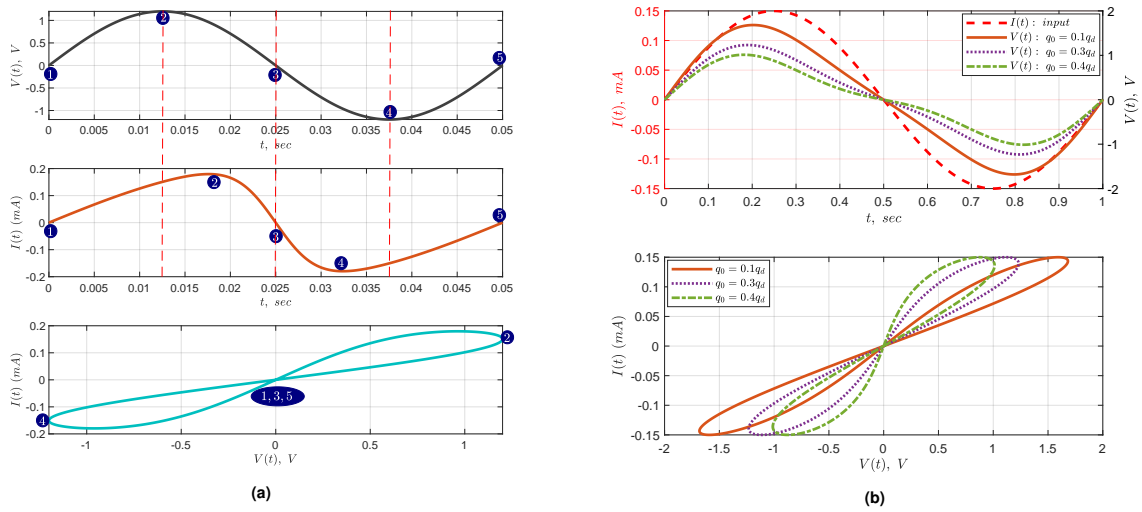 1
0.5
0
-0.5
-1
V(t), V
1
2
3
4
5
0 0.005 0.01 0.015 0.02 0.025 0.03 0.035 0.04 0.045 0.05
t, sec
0.2
0.1
0
-0.1
-0.2
I(t) (mA)
1
2
3
4
5
0 0.005 0.01 0.015 0.02 0.025 0.03 0.035 0.04 0.045 0.05
t, sec
0.2
0.1
0
-0.1
-0.2
I(t) (mA)
2
1, 3, 5
4
-1 -0.5 0 0.5 1
V(t), V
(a)
0.15
0.1
0.05
0
-0.05
-0.1
-0.15
I(t), mA
I(t) : input
V(t) : q₀ = 0.1q_d
V(t) : q₀ = 0.3q_d
V(t) : q₀ = 0.4q_d
2
1
0
-1
-2
V(t), V
0 0.1 0.2 0.3 0.4 0.5 0.6 0.7 0.8 0.9 1
t, sec
0.15
0.1
0.05
0
-0.05
-0.1
-0.15
I(t) (mA)
q₀ = 0.1q_d
q₀ = 0.3q_d
q₀ = 0.4q_d
-2 -1.5 -1 -0.5 0 0.5 1 1.5 2
V(t), V
(b)